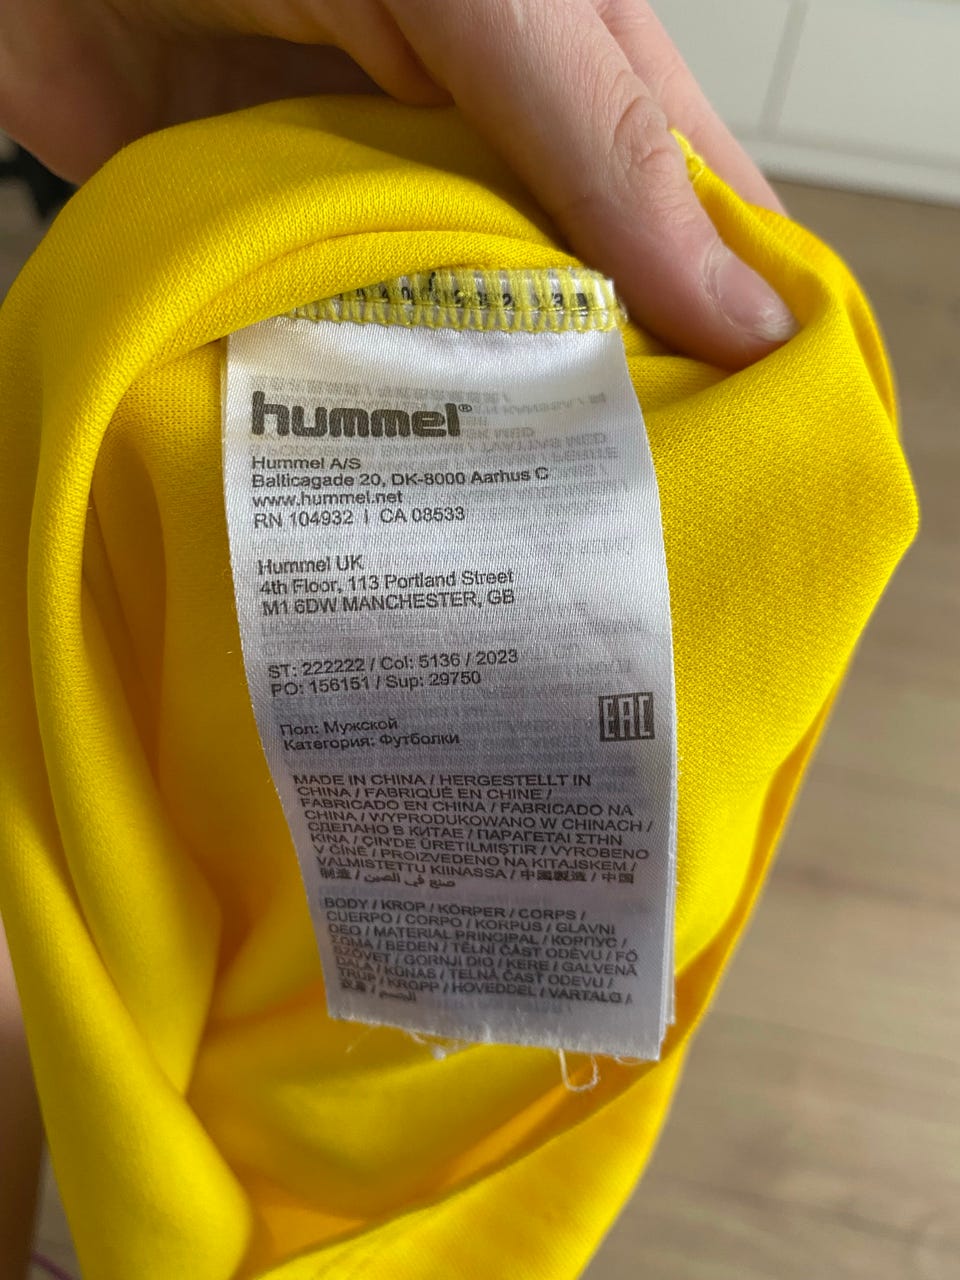 hummel®
Hummel A/S
Balticagade 20, DK-8000 Aarhus C
www.hummel.net
RN 104932 | CA 08533
Hummel UK
4th Floor, 113 Portland Street
M1 6DW MANCHESTER, GB
ST: 222222 / Col: 5136 / 2023
PO: 156151 / Sup: 29750
Пол: Мужской
Категория: Футболки
EAC
MADE IN CHINA / HERGESTELLT IN
CHINA / FABRIQUÉ EN CHINE /
FABRICADO EN CHINA / FABRICADO NA
CHINA / WYPRODUKOWANO W CHINACH /
СДЕЛАНО В КИТАЕ / ΠΑΡΑΓΕΤΑΙ ΣΤΗΝ
ΚΙΝΑ / ÇİN'DE ÜRETİLMİŞTİR / VYROBENO
V ČÍNĚ / PROIZVEDENO NA KITAJSKEM /
VALMISTETTU KIINASSA / 中国製造 / 中国
制造 / صنع في الصين
BODY / KROP / KÖRPER / CORPS /
CUERPO / CORPO / KORPUS / GLAVNI
DEO / MATERIAL PRINCIPAL / КОРПУС /
ΣΩΜΑ / BEDEN / TĚLNÍ ČÁST ODĚVU / FŐ
SZÖVET / GORNJI DIO / KERE / GALVENĀ
DAĻA / KŪNAS / TELNÁ ČASŤ ODEVU /
TRUP / KROPP / HOVEDDEL / VARTALO /
الجسم